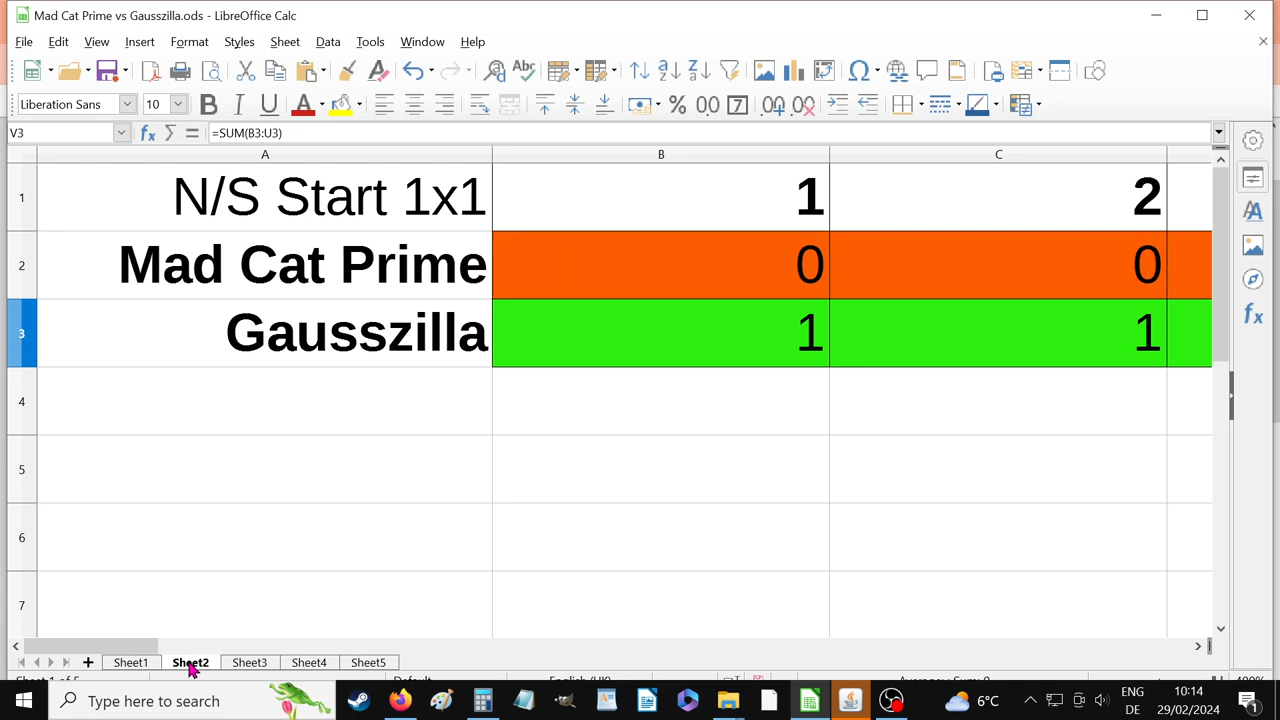 Mad Cat Prime vs Gausszilla.ods - LibreOffice Calc
File Edit View Insert Format Styles Sheet Data Tools Window Help
Liberation Sans 10
V3 =SUM(B3:U3)
A B C
1 N/S Start 1x1 1 2
2 Mad Cat Prime 0 0
3 Gausszilla 1 1
4
5
6
7
Sheet1 Sheet2 Sheet3 Sheet4 Sheet5
Type here to search
6°C
ENG 10:14
DE 29/02/2024